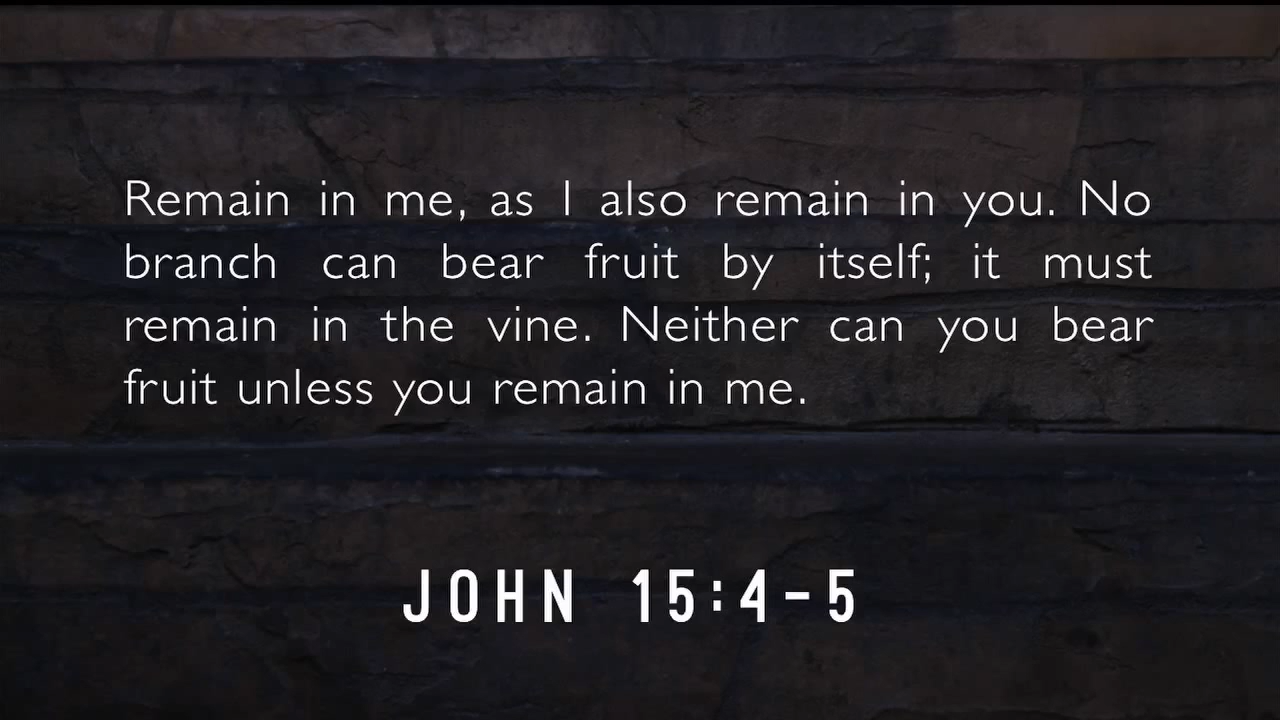 Remain in me, as I also remain in you. No
branch can bear fruit by itself; it must
remain in the vine. Neither can you bear
fruit unless you remain in me.
JOHN 15:4-5